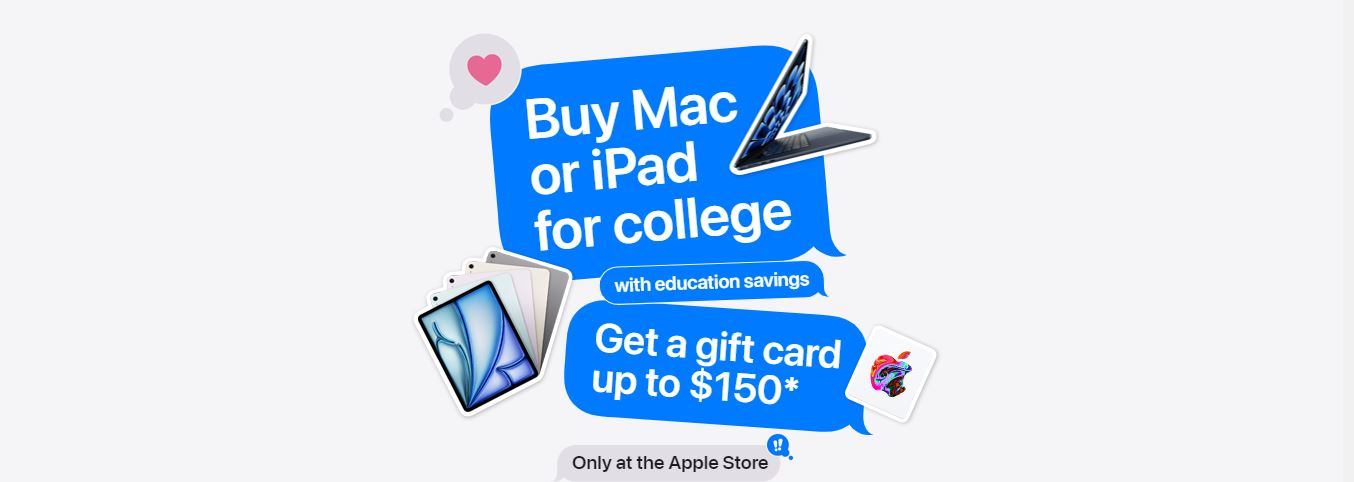 Buy Mac
or iPad
for college
with education savings
Get a gift card
up to $150*
!!
Only at the Apple Store